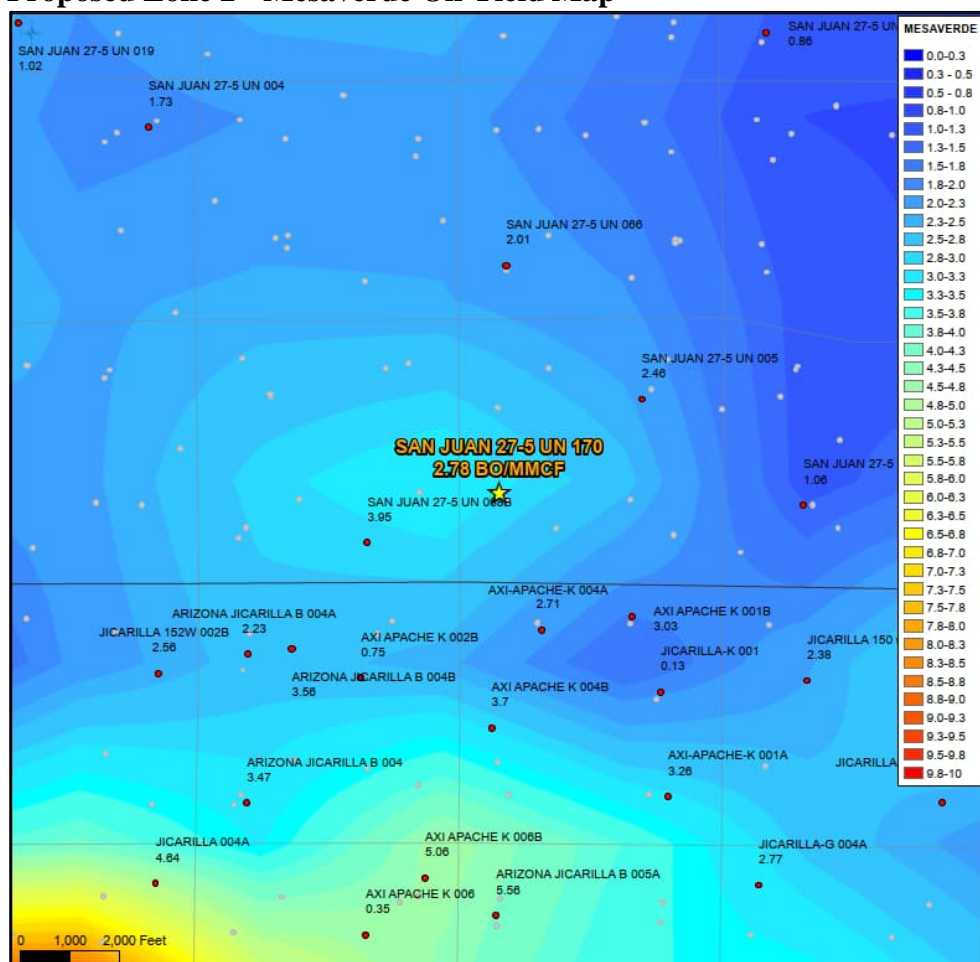 SAN JUAN 27-5 UN 019
1.02
SAN JUAN 27-5 UN 004
1.73
SAN JUAN 27-5 UN
0.86
SAN JUAN 27-5 UN 066
2.01
SAN JUAN 27-5 UN 005
2.46
SAN JUAN 27-5 UN 170
2.78 BO/MMCF
SAN JUAN 27-5
1.06
SAN JUAN 27-5 UN 068B
3.95
AXI-APACHE-K 004A
2.71
ARIZONA JICARILLA B 004A
2.23
AXI APACHE K 001B
3.03
JICARILLA 152W 002B
2.56
AXI APACHE K 002B
0.75
JICARILLA 150
2.38
JICARILLA-K 001
0.13
ARIZONA JICARILLA B 004B
3.56
AXI APACHE K 004B
3.7
ARIZONA JICARILLA B 004
3.47
AXI-APACHE-K 001A
3.26
JICARILLA
JICARILLA 004A
4.64
AXI APACHE K 006B
5.06
JICARILLA-G 004A
2.77
ARIZONA JICARILLA B 005A
5.56
AXI APACHE K 006
0.35
0 1,000 2,000 Feet
MESAVERDE
0.0-0.3
0.3 - 0.5
0.5 - 0.8
0.8-1.0
1.0-1.3
1.3-1.5
1.5-1.8
1.8-2.0
2.0-2.3
2.3-2.5
2.5-2.8
2.8-3.0
3.0-3.3
3.3-3.5
3.5-3.8
3.8-4.0
4.0-4.3
4.3-4.5
4.5-4.8
4.8-5.0
5.0-5.3
5.3-5.5
5.5-5.8
5.8-6.0
6.0-6.3
6.3-6.5
6.5-6.8
6.8-7.0
7.0-7.3
7.3-7.5
7.5-7.8
7.8-8.0
8.0-8.3
8.3-8.5
8.5-8.8
8.8-9.0
9.0-9.3
9.3-9.5
9.5-9.8
9.8-10